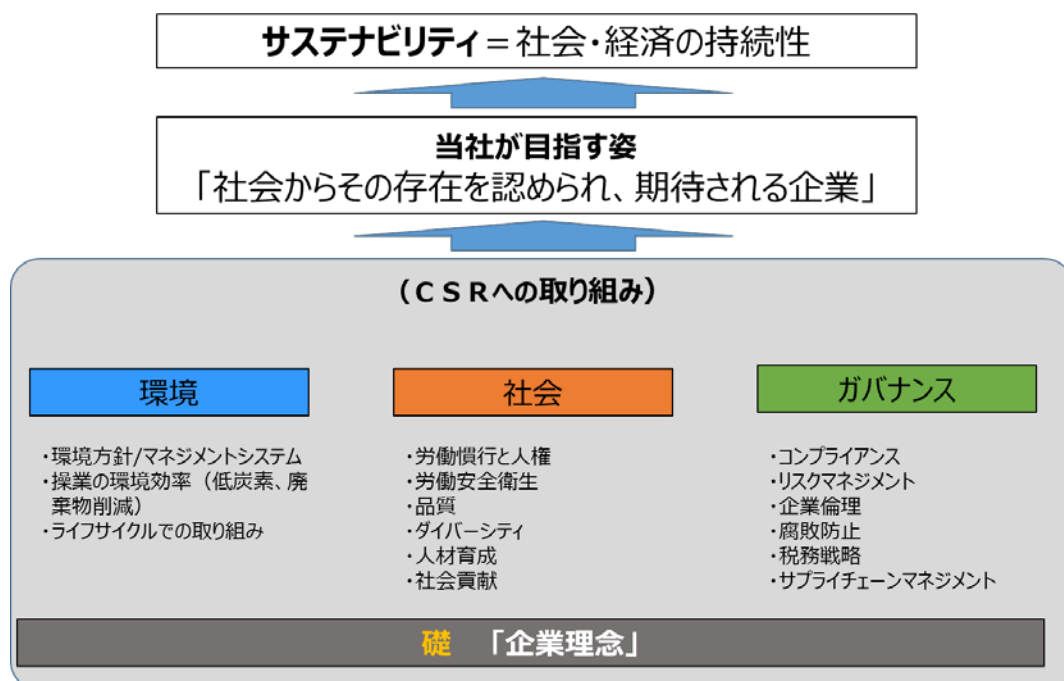 サステナビリティ＝社会・経済の持続性
当社が目指す姿
「社会からその存在を認められ、期待される企業」
（ＣＳＲへの取り組み）
環境
・環境方針/マネジメントシステム
・操業の環境効率（低炭素、廃
棄物削減）
・ライフサイクルでの取り組み
社会
・労働慣行と人権
・労働安全衛生
・品質
・ダイバーシティ
・人材育成
・社会貢献
ガバナンス
・コンプライアンス
・リスクマネジメント
・企業倫理
・腐敗防止
・税務戦略
・サプライチェーンマネジメント
礎　「企業理念」